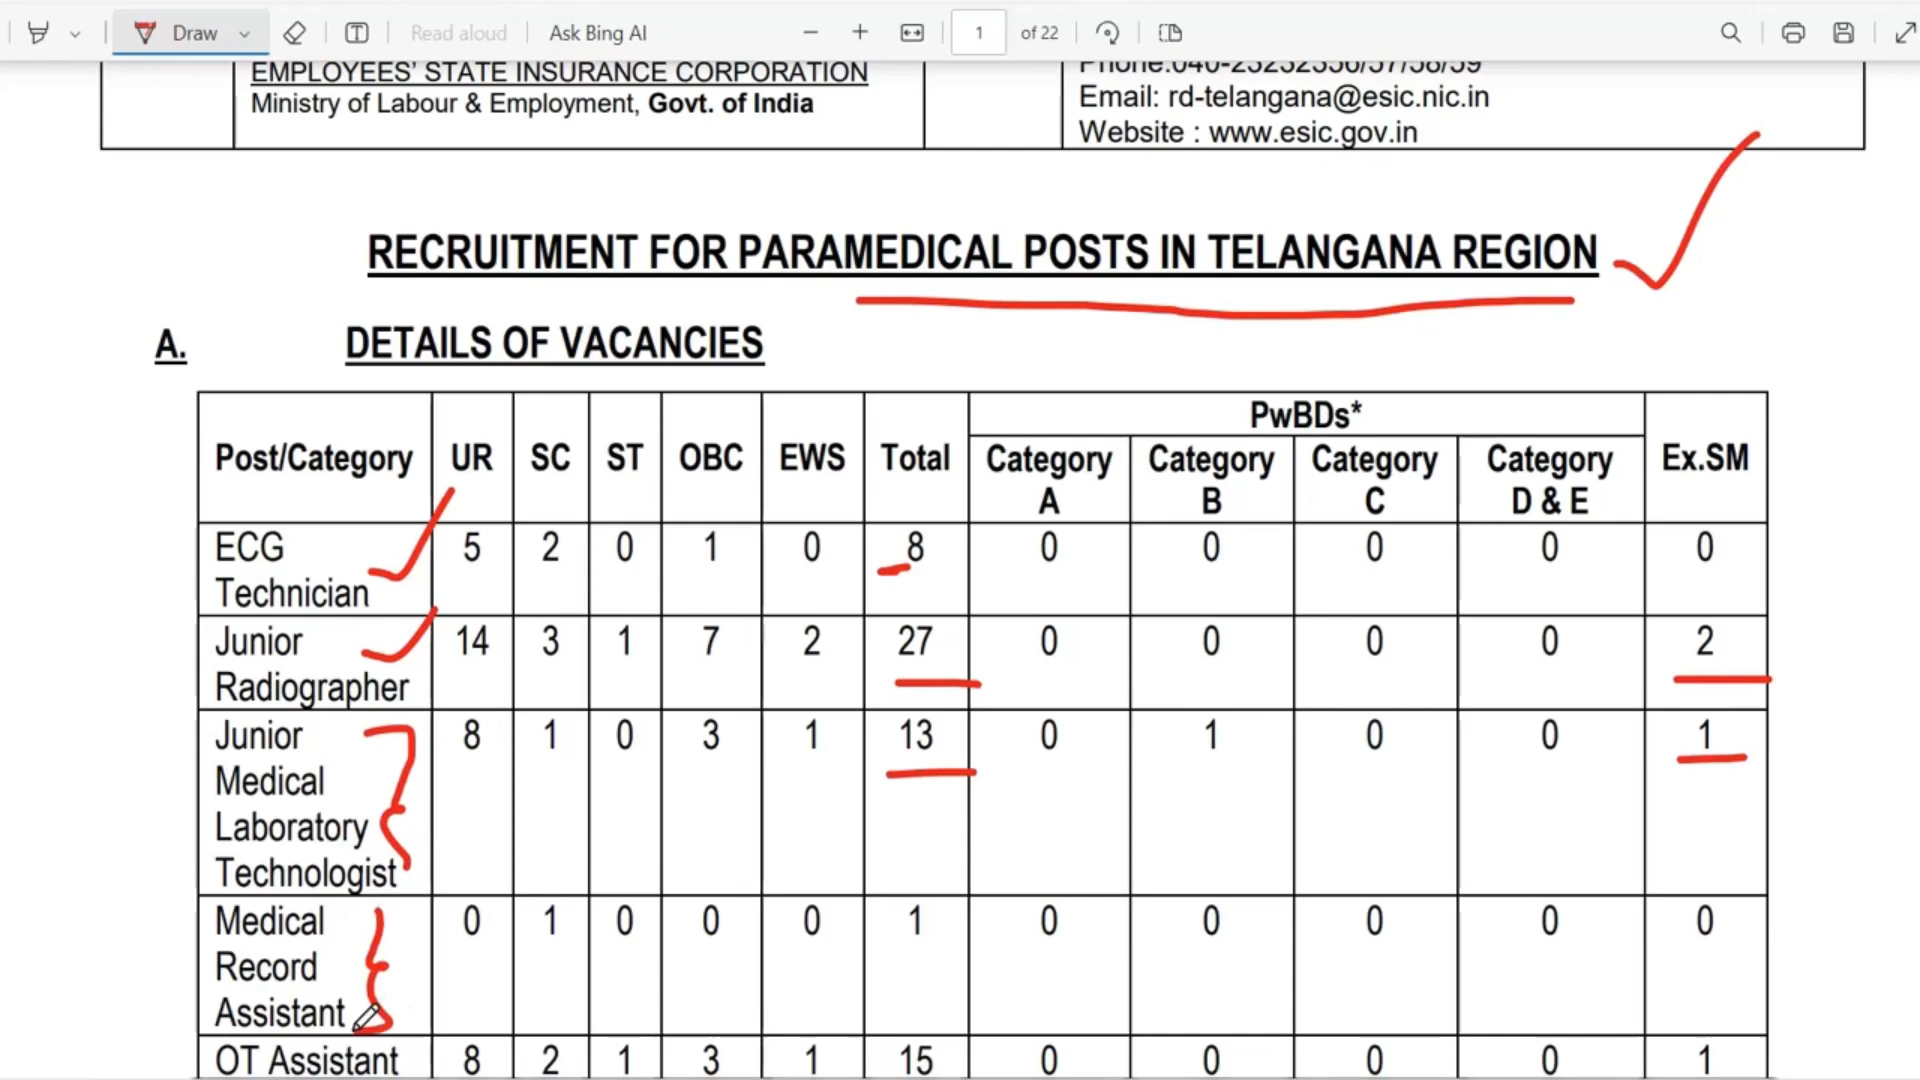 Draw
Read aloud
Ask Bing AI
1
of 22
EMPLOYEES' STATE INSURANCE CORPORATION
Ministry of Labour & Employment, Govt. of India
Phone:040-23232356/57/58/59
Email: rd-telangana@esic.nic.in
Website : www.esic.gov.in
RECRUITMENT FOR PARAMEDICAL POSTS IN TELANGANA REGION
A. DETAILS OF VACANCIES
Post/Category UR SC ST OBC EWS Total PwBDs* Ex.SM
Category A Category B Category C Category D & E
ECG Technician 5 2 0 1 0 8 0 0 0 0 0
Junior Radiographer 14 3 1 7 2 27 0 0 0 0 2
Junior Medical Laboratory Technologist 8 1 0 3 1 13 0 1 0 0 1
Medical Record Assistant 0 1 0 0 0 1 0 0 0 0 0
OT Assistant 8 2 1 3 1 15 0 0 0 0 1